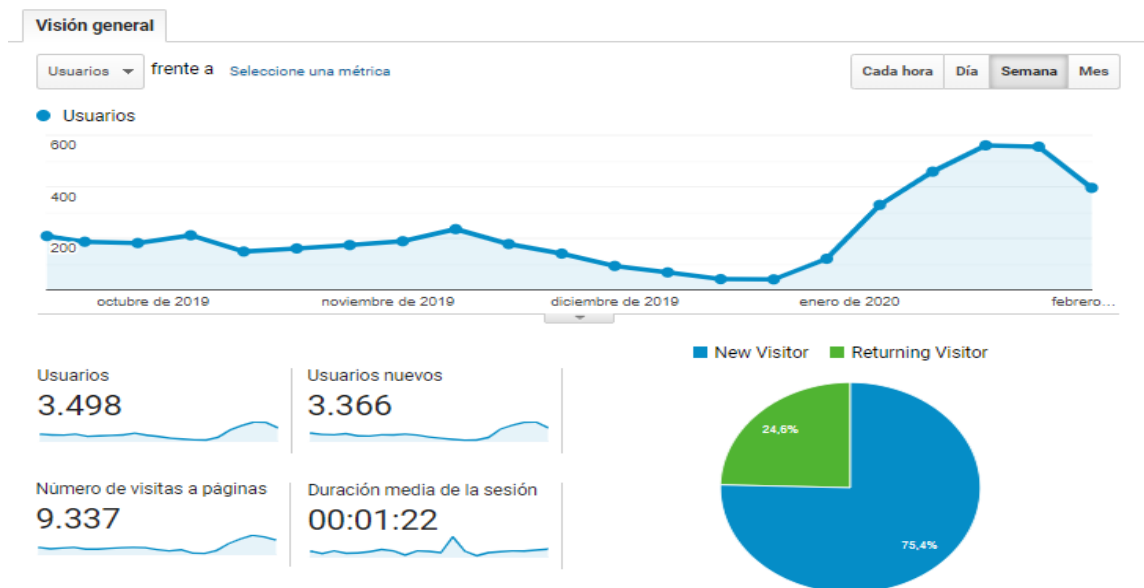 Visión general
Usuarios frente a Seleccione una métrica
Cada hora Día Semana Mes
Usuarios
600
400
200
octubre de 2019 noviembre de 2019 diciembre de 2019 enero de 2020 febrero...
New Visitor Returning Visitor
Usuarios Usuarios nuevos
3.498 3.366
24,6%
Número de visitas a páginas Duración media de la sesión
9.337 00:01:22
75,4%